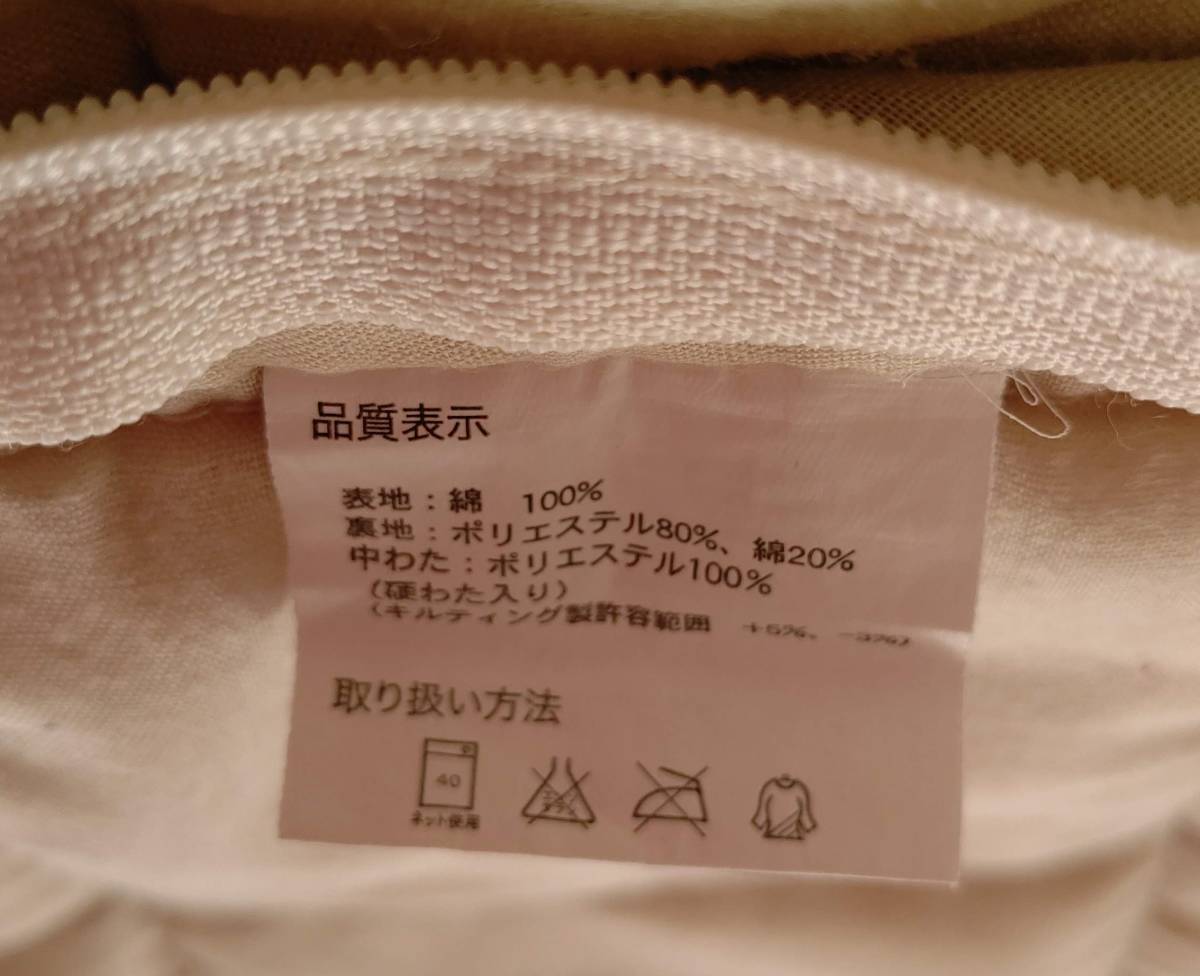 品質表示
表地：綿 100%
裏地：ポリエステル80%、綿20%
中わた：ポリエステル100%
（硬わた入り）
（キルティング製許容範囲 +5%、-5%）
取り扱い方法
40
ネット使用